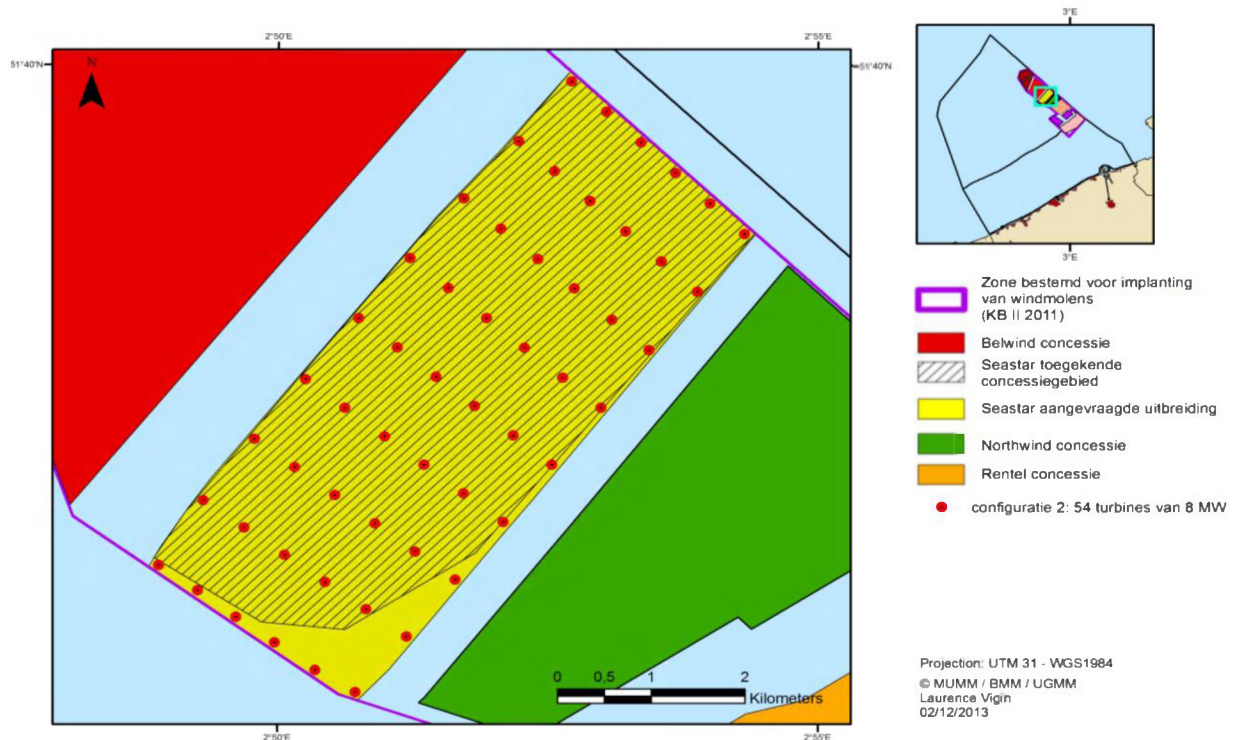 2°50'E
2°55'E
3°E
51°40'N
51°40'N
N
3°E
Zone bestemd voor implanting
van windmolens
(KB II 2011)
Belwind concessie
Seastar toegekende
concessiegebied
Seastar aangevraagde uitbreiding
Northwind concessie
Rentel concessie
configuratie 2: 54 turbines van 8 MW
0 0,5 1 2
Kilometers
2°50'E
2°55'E
Projection: UTM 31 - WGS1984
© MUMM / BMM / UGMM
Laurence Vigin
02/12/2013